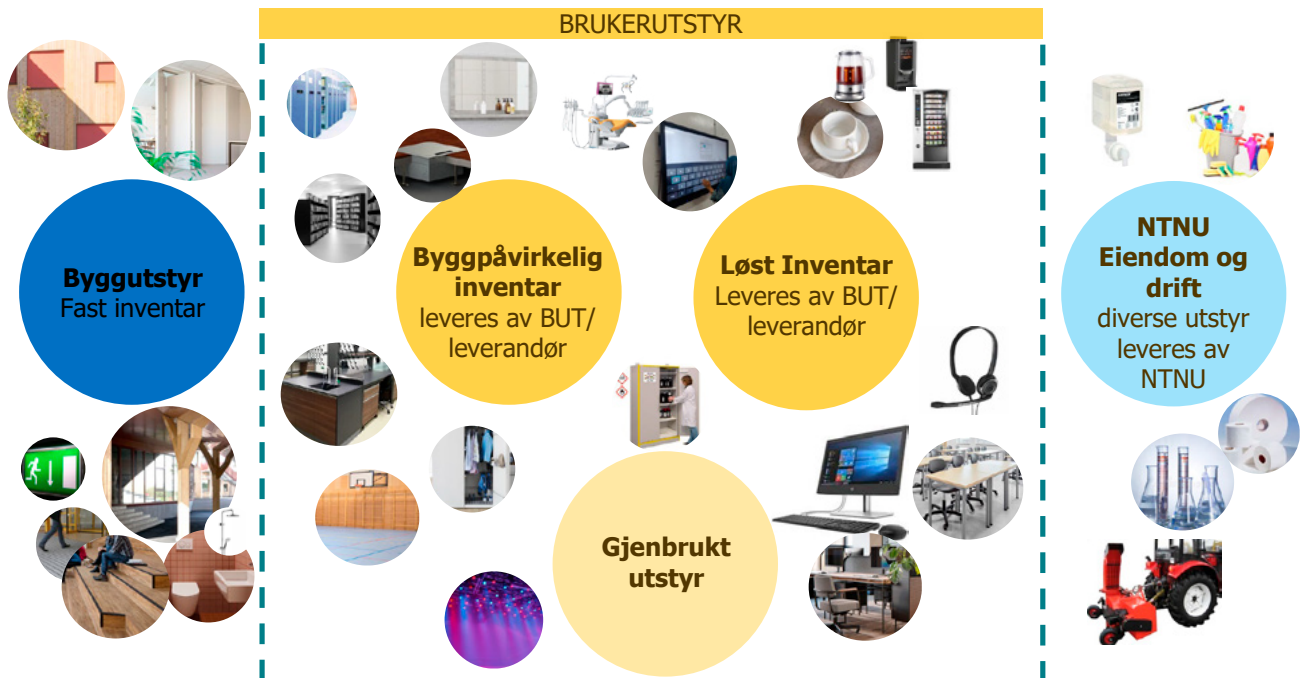 BRUKERUTSTYR
Byggutstyr
Fast inventar
Byggpåvirkelig
inventar
leveres av BUT/
leverandør
Løst Inventar
Leveres av BUT/
leverandør
NTNU
Eiendom og
drift
diverse utstyr
leveres av
NTNU
Gjenbrukt
utstyr